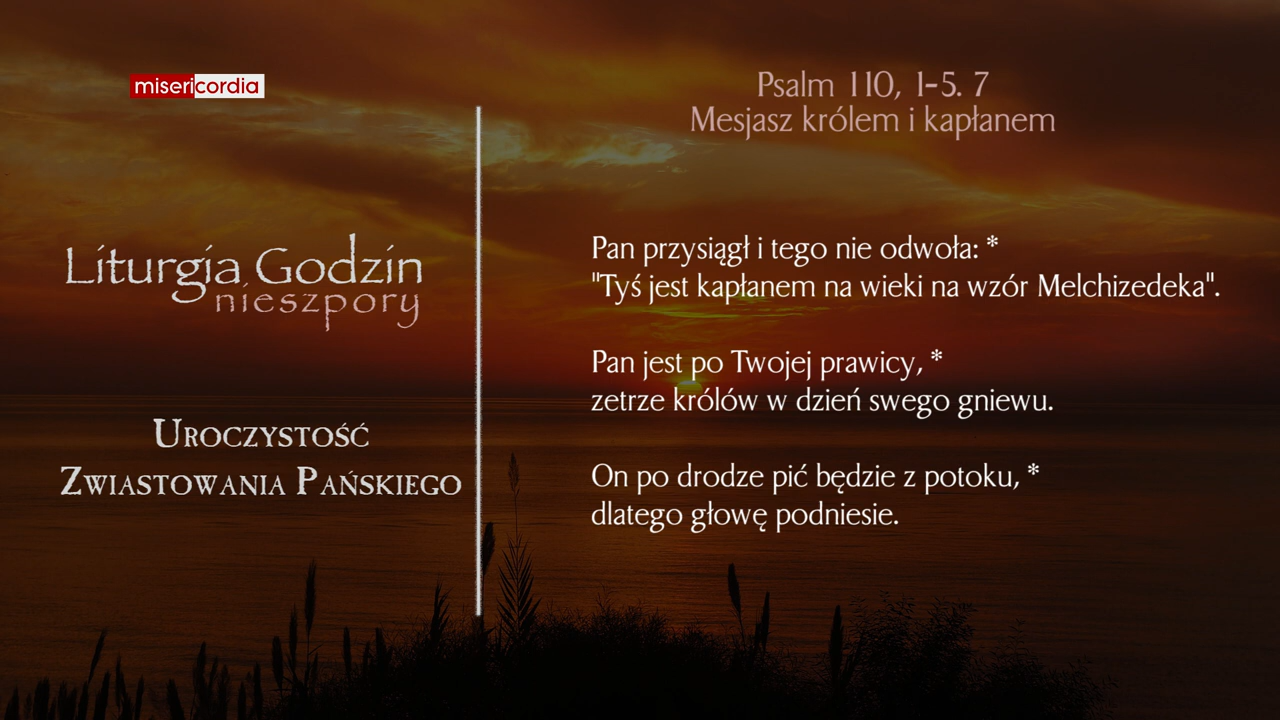 misericordia
Liturgia Godzin
nieszpory
Uroczystość
Zwiastowania Pańskiego
Psalm 110, 1-5. 7
Mesjasz królem i kapłanem
Pan przysiągł i tego nie odwoła: *
"Tyś jest kapłanem na wieki na wzór Melchizedeka".
Pan jest po Twojej prawicy, *
zetrze królów w dzień swego gniewu.
On po drodze pić będzie z potoku, *
dlatego głowę podniesie.